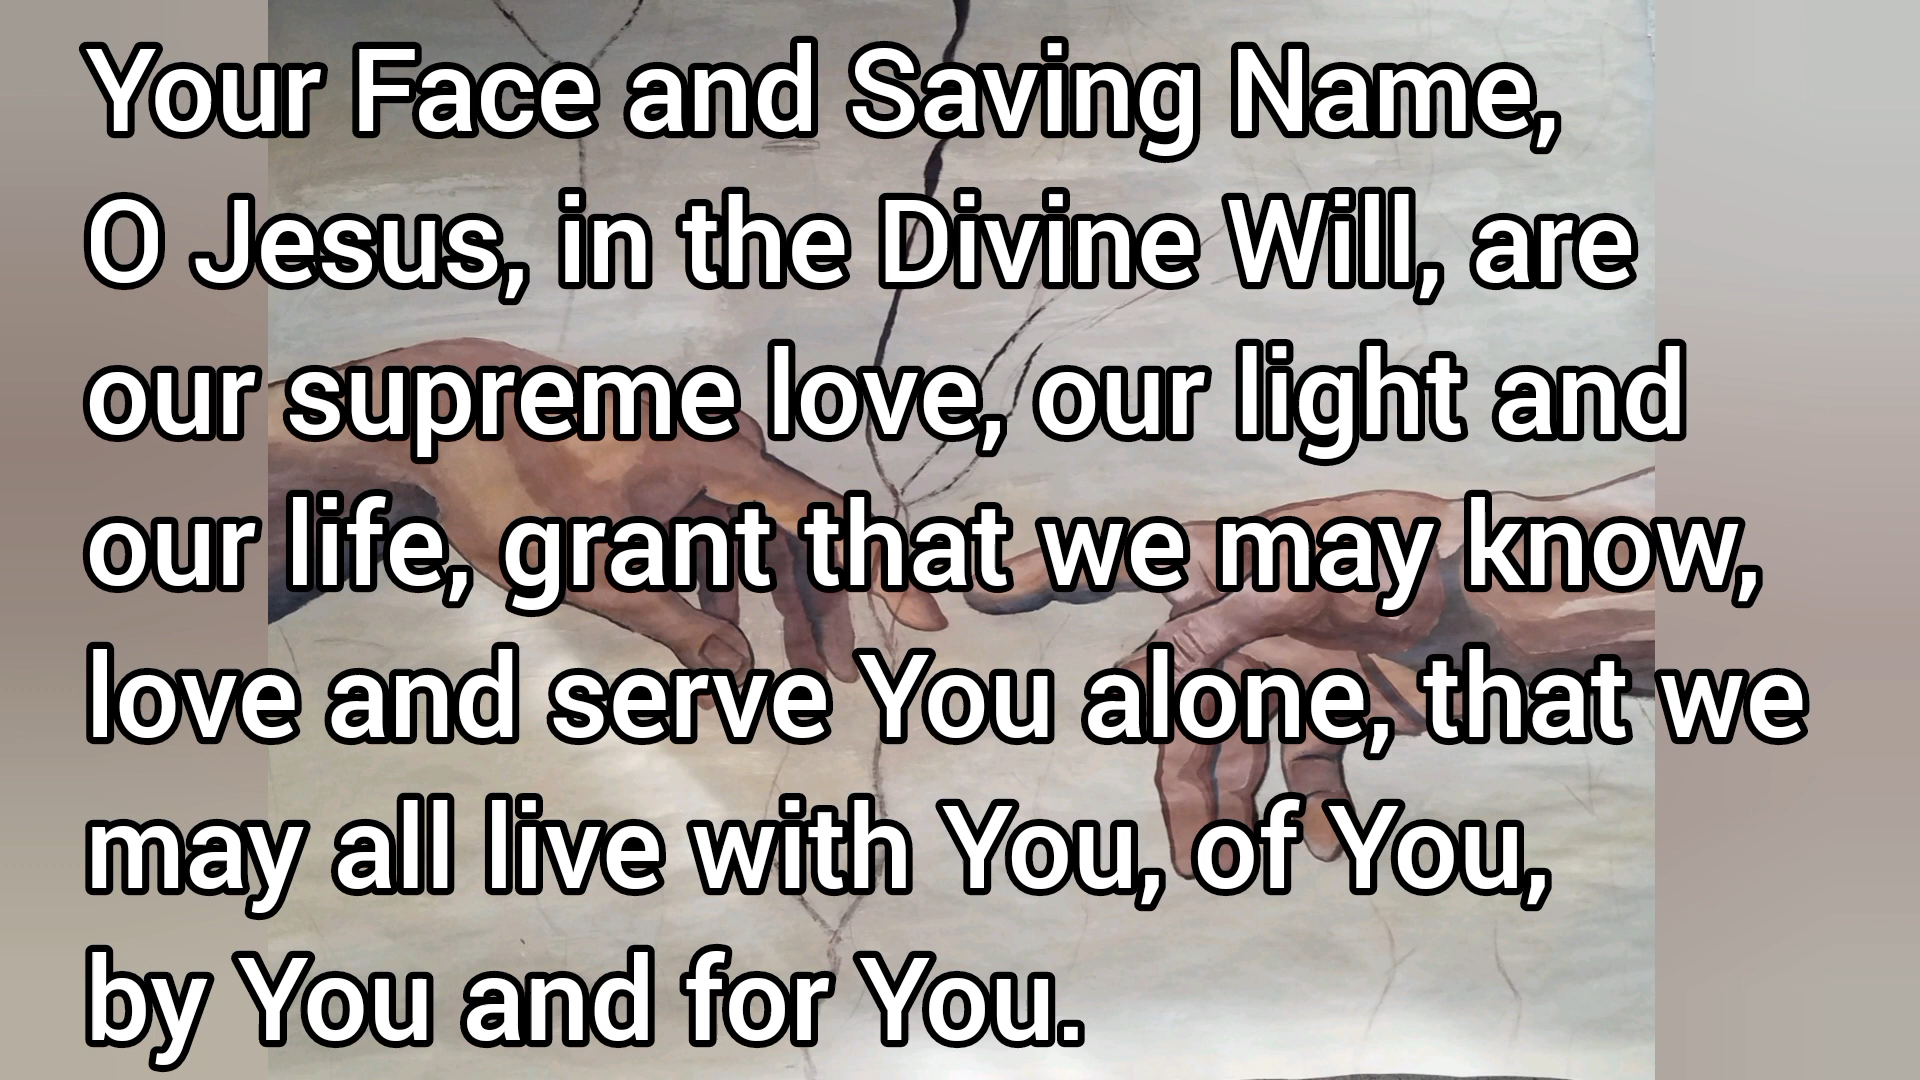 Your Face and Saving Name,
O Jesus, in the Divine Will, are
our supreme love, our light and
our life, grant that we may know,
love and serve You alone, that we
may all live with You, of You,
by You and for You.